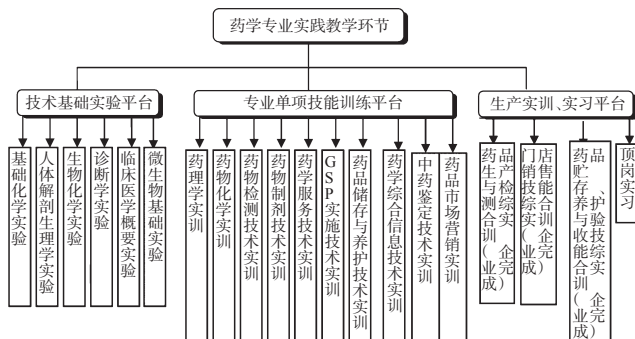 药学专业实践教学环节
技术基础实验平台
专业单项技能训练平台
生产实训、实习平台
基础化学实验
人体解剖生理学实验
生物化学实验
诊断学实验
临床医学概要实验
微生物基础实验
药理学实训
药物化学实训
药物检测技术实训
药物制剂技术实训
药学服务技术实训
GSP实施技术实训
药品储存与养护技术实训
药学综合信息技术实训
中药鉴定技术实训
药品市场营销实训
药品生产与检测综合实训(企业完成)
门店销售技能综合实训(企业完成)
药品贮存、养护与验收技能综合实训(企业完成)
顶岗实习